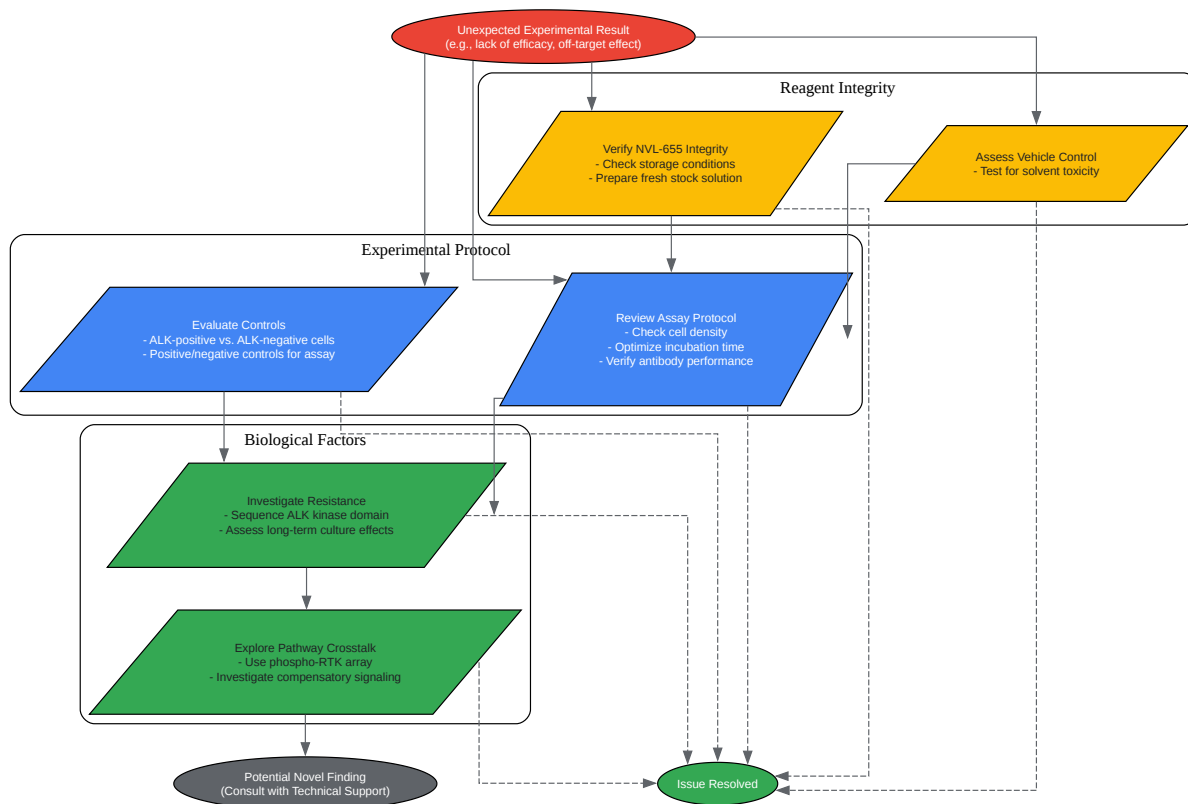 Unexpected Experimental Result
(e.g., lack of efficacy, off-target effect)
Reagent Integrity
Verify NVL-655 Integrity
- Check storage conditions
- Prepare fresh stock solution
Assess Vehicle Control
- Test for solvent toxicity
Experimental Protocol
Evaluate Controls
- ALK-positive vs. ALK-negative cells
- Positive/negative controls for assay
Review Assay Protocol
- Check cell density
- Optimize incubation time
- Verify antibody performance
Biological Factors
Investigate Resistance
- Sequence ALK kinase domain
- Assess long-term culture effects
Explore Pathway Crosstalk
- Use phospho-RTK array
- Investigate compensatory signaling
Potential Novel Finding
(Consult with Technical Support)
Issue Resolved